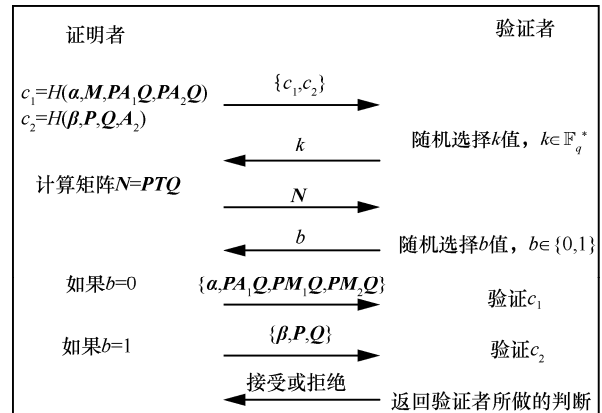 证明者 验证者
c₁=H(α,M,PA₁Q,PA₂Q) {c₁,c₂}
c₂=H(β,P,Q,A₂)
k 随机选择k值，k∈𝔽q*
计算矩阵N=PTQ N
b 随机选择b值，b∈{0,1}
如果b=0 {α,PA₁Q,PM₁Q,PM₂Q} 验证c₁
如果b=1 {β,P,Q} 验证c₂
接受或拒绝 返回验证者所做的判断